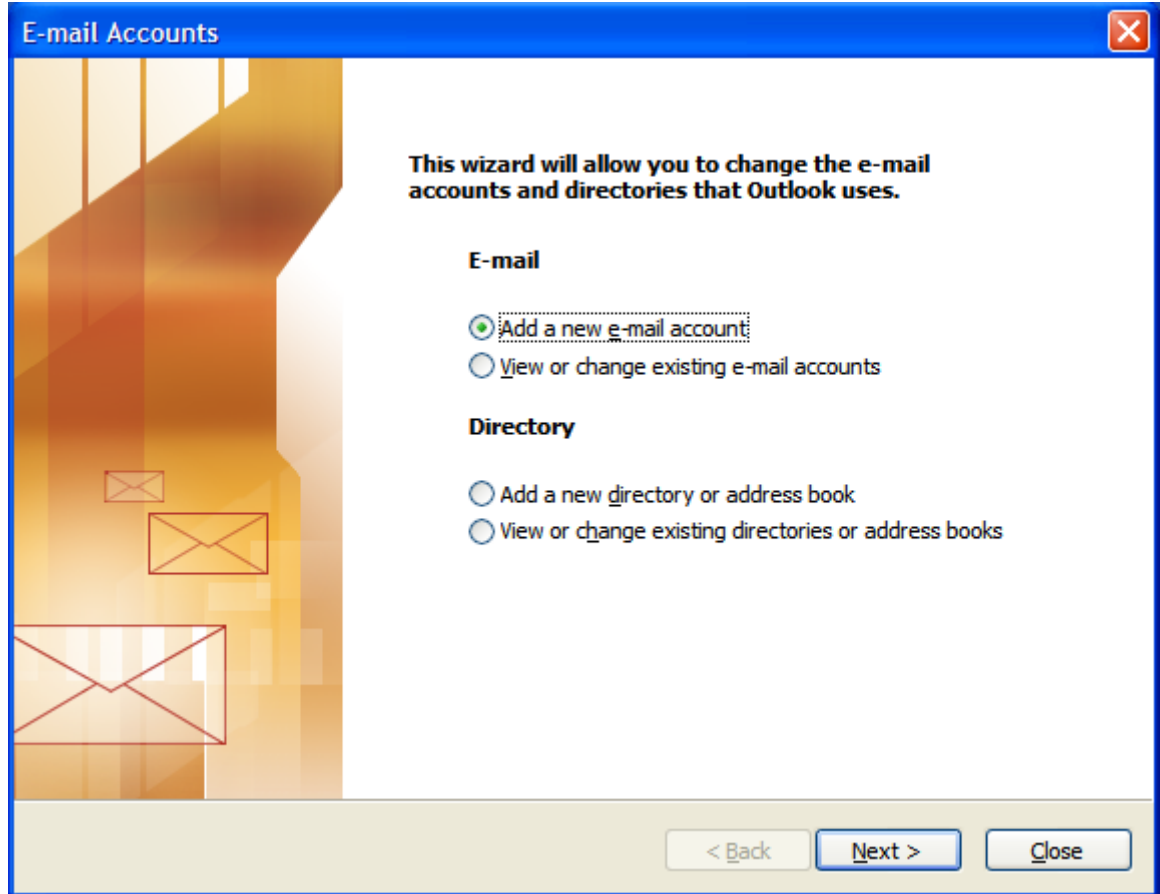 E-mail Accounts
This wizard will allow you to change the e-mail
accounts and directories that Outlook uses.
E-mail
Add a new e-mail account
View or change existing e-mail accounts
Directory
Add a new directory or address book
View or change existing directories or address books
< Back Next > Close